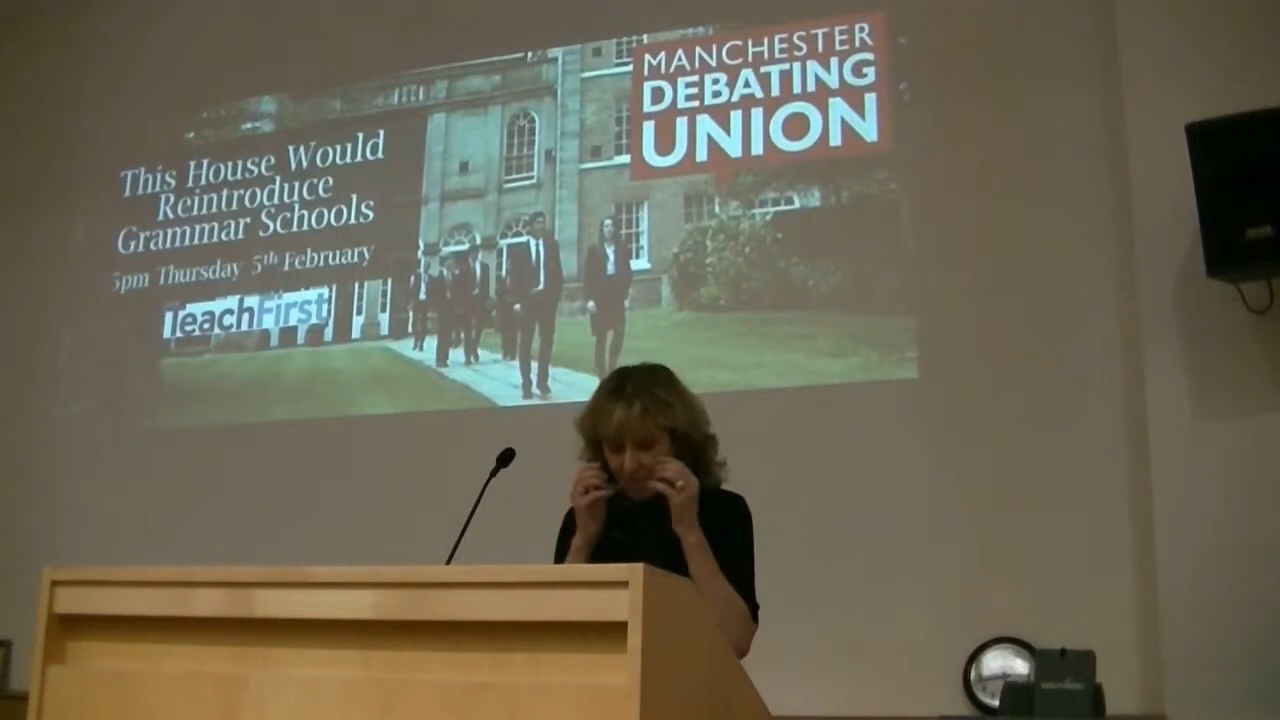 This House Would
Reintroduce
Grammar Schools
5pm Thursday 5th February
TeachFirst
MANCHESTER
DEBATING
UNION